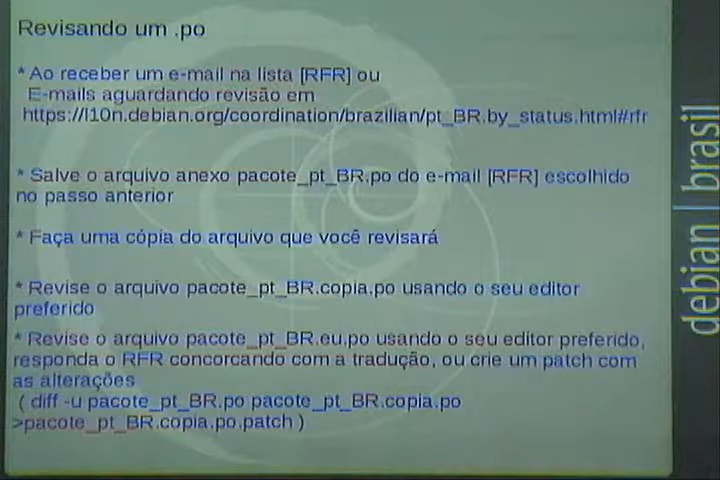 Revisando um .po
* Ao receber um e-mail na lista [RFR] ou
E-mails aguardando revisão em
https://l10n.debian.org/coordination/brazilian/pt_BR.by_status.html#rfr
* Salve o arquivo anexo pacote_pt_BR.po do e-mail [RFR] escolhido
no passo anterior
* Faça uma cópia do arquivo que você revisará
* Revise o arquivo pacote_pt_BR.copia.po usando o seu editor
preferido
* Revise o arquivo pacote_pt_BR.eu.po usando o seu editor preferido,
responda o RFR concorcando com a tradução, ou crie um patch com
as alterações
( diff -u pacote_pt_BR.po pacote_pt_BR.copia.po
>pacote_pt_BR.copia.po.patch )
debian | brasil